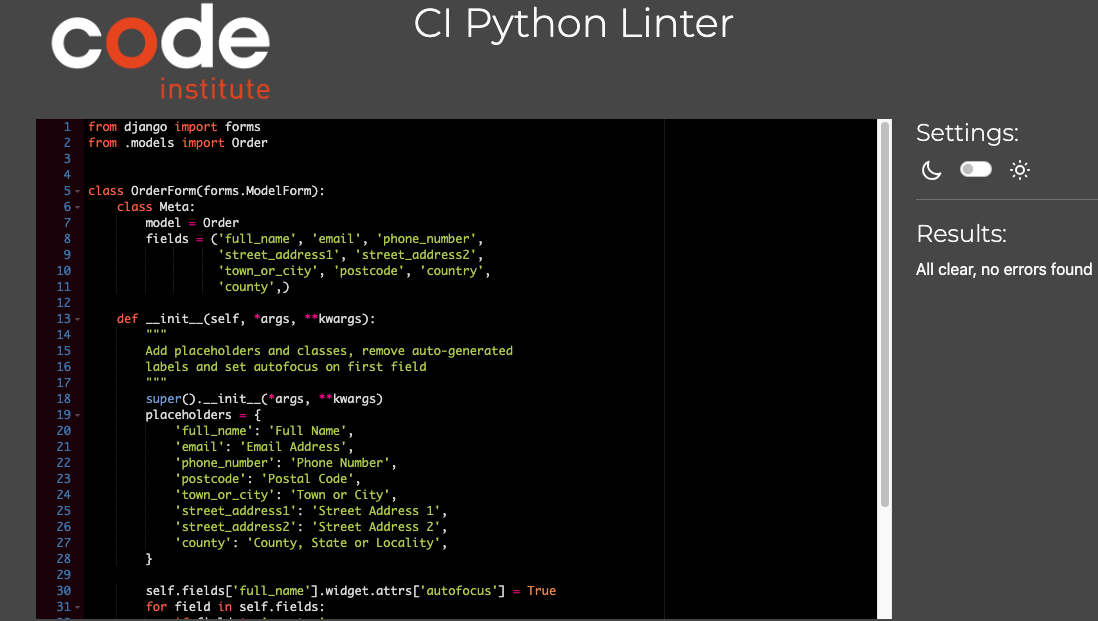 code
institute
CI Python Linter
1 from django import forms
2 from .models import Order
3
4
5 class OrderForm(forms.ModelForm):
6     class Meta:
7         model = Order
8         fields = ('full_name', 'email', 'phone_number',
9                   'street_address1', 'street_address2',
10                   'town_or_city', 'postcode', 'country',
11                   'county',)
12
13     def __init__(self, *args, **kwargs):
14         """
15         Add placeholders and classes, remove auto-generated
16         labels and set autofocus on first field
17         """
18         super().__init__(*args, **kwargs)
19         placeholders = {
20             'full_name': 'Full Name',
21             'email': 'Email Address',
22             'phone_number': 'Phone Number',
23             'postcode': 'Postal Code',
24             'town_or_city': 'Town or City',
25             'street_address1': 'Street Address 1',
26             'street_address2': 'Street Address 2',
27             'county': 'County, State or Locality',
28         }
29
30         self.fields['full_name'].widget.attrs['autofocus'] = True
31         for field in self.fields:
Settings:
Results:
All clear, no errors found